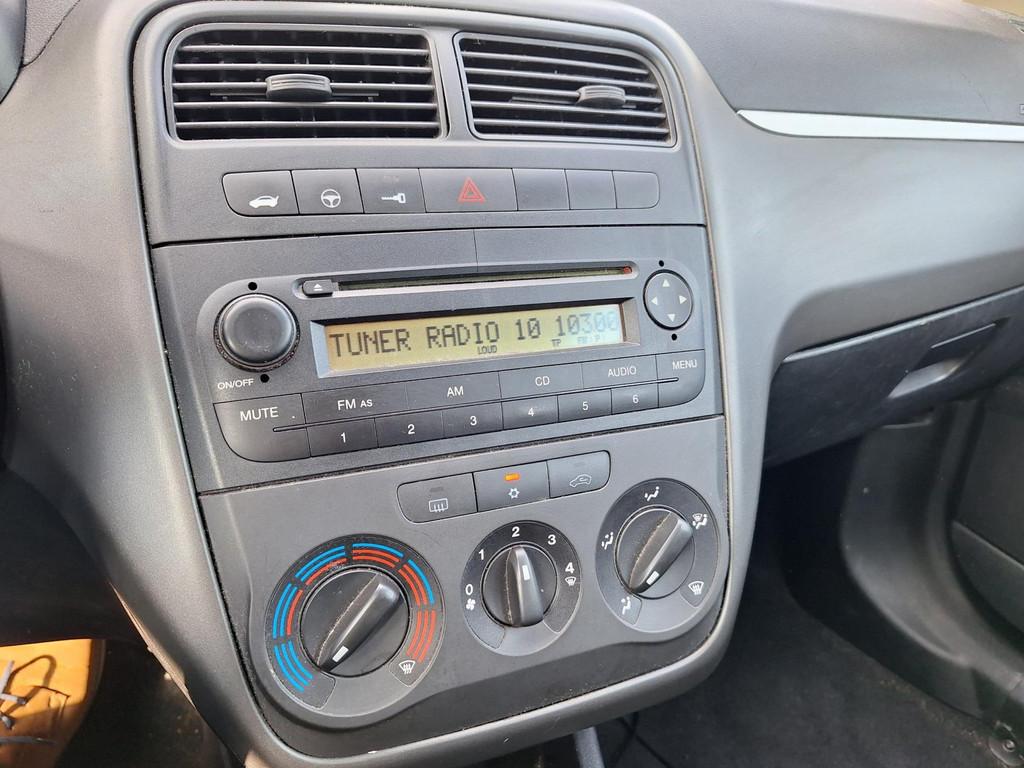 TUNER RADIO 10 10300
LOUD TP
ON/OFF
MUTE FM AS AM CD AUDIO MENU
1 2 3 4 5 6
0 1 2 3 4